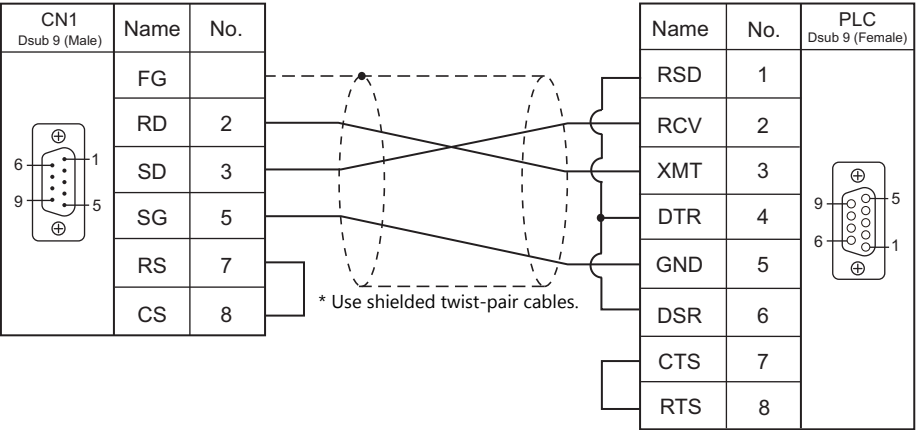 CN1
Dsub 9 (Male)
Name No.
FG
RD 2
SD 3
SG 5
RS 7
CS 8
6 1
9 5
* Use shielded twist-pair cables.
Name No.
PLC
Dsub 9 (Female)
RSD 1
RCV 2
XMT 3
DTR 4
GND 5
DSR 6
CTS 7
RTS 8
9 5
6 1